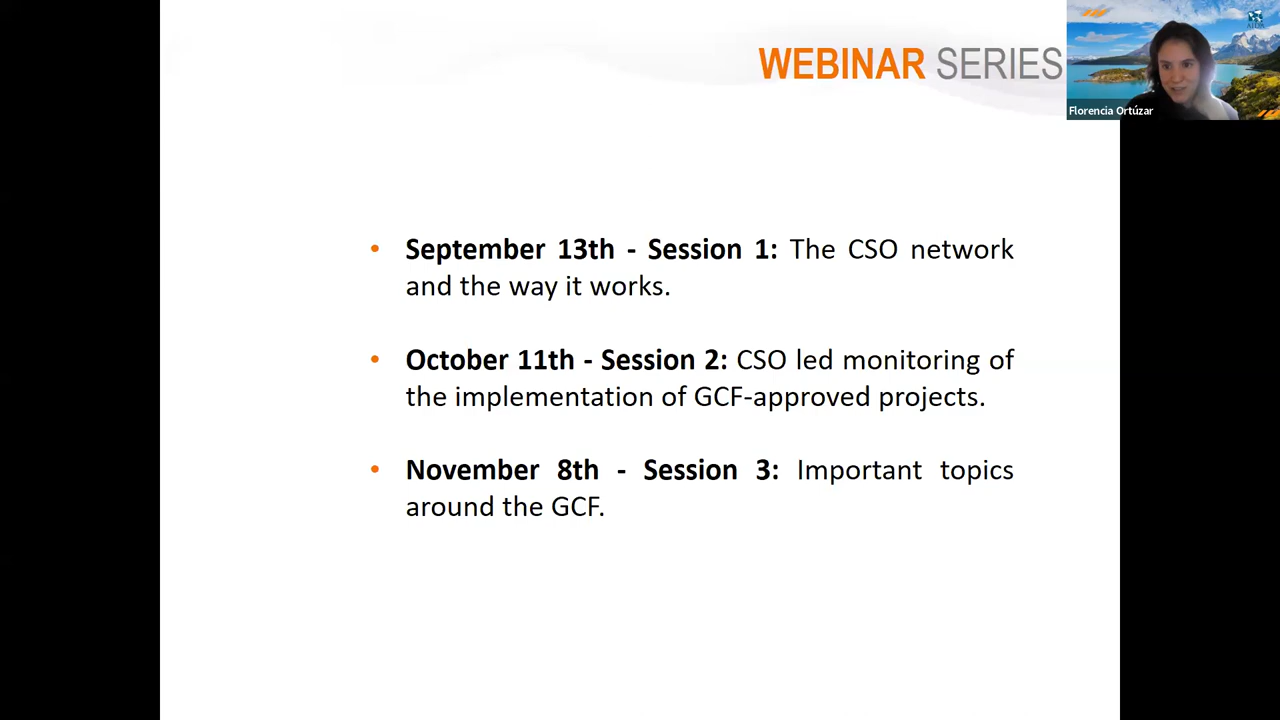 WEBINAR SERIES
Florencia Ortúzar
• September 13th - Session 1: The CSO network
and the way it works.
• October 11th - Session 2: CSO led monitoring of
the implementation of GCF-approved projects.
• November 8th - Session 3: Important topics
around the GCF.